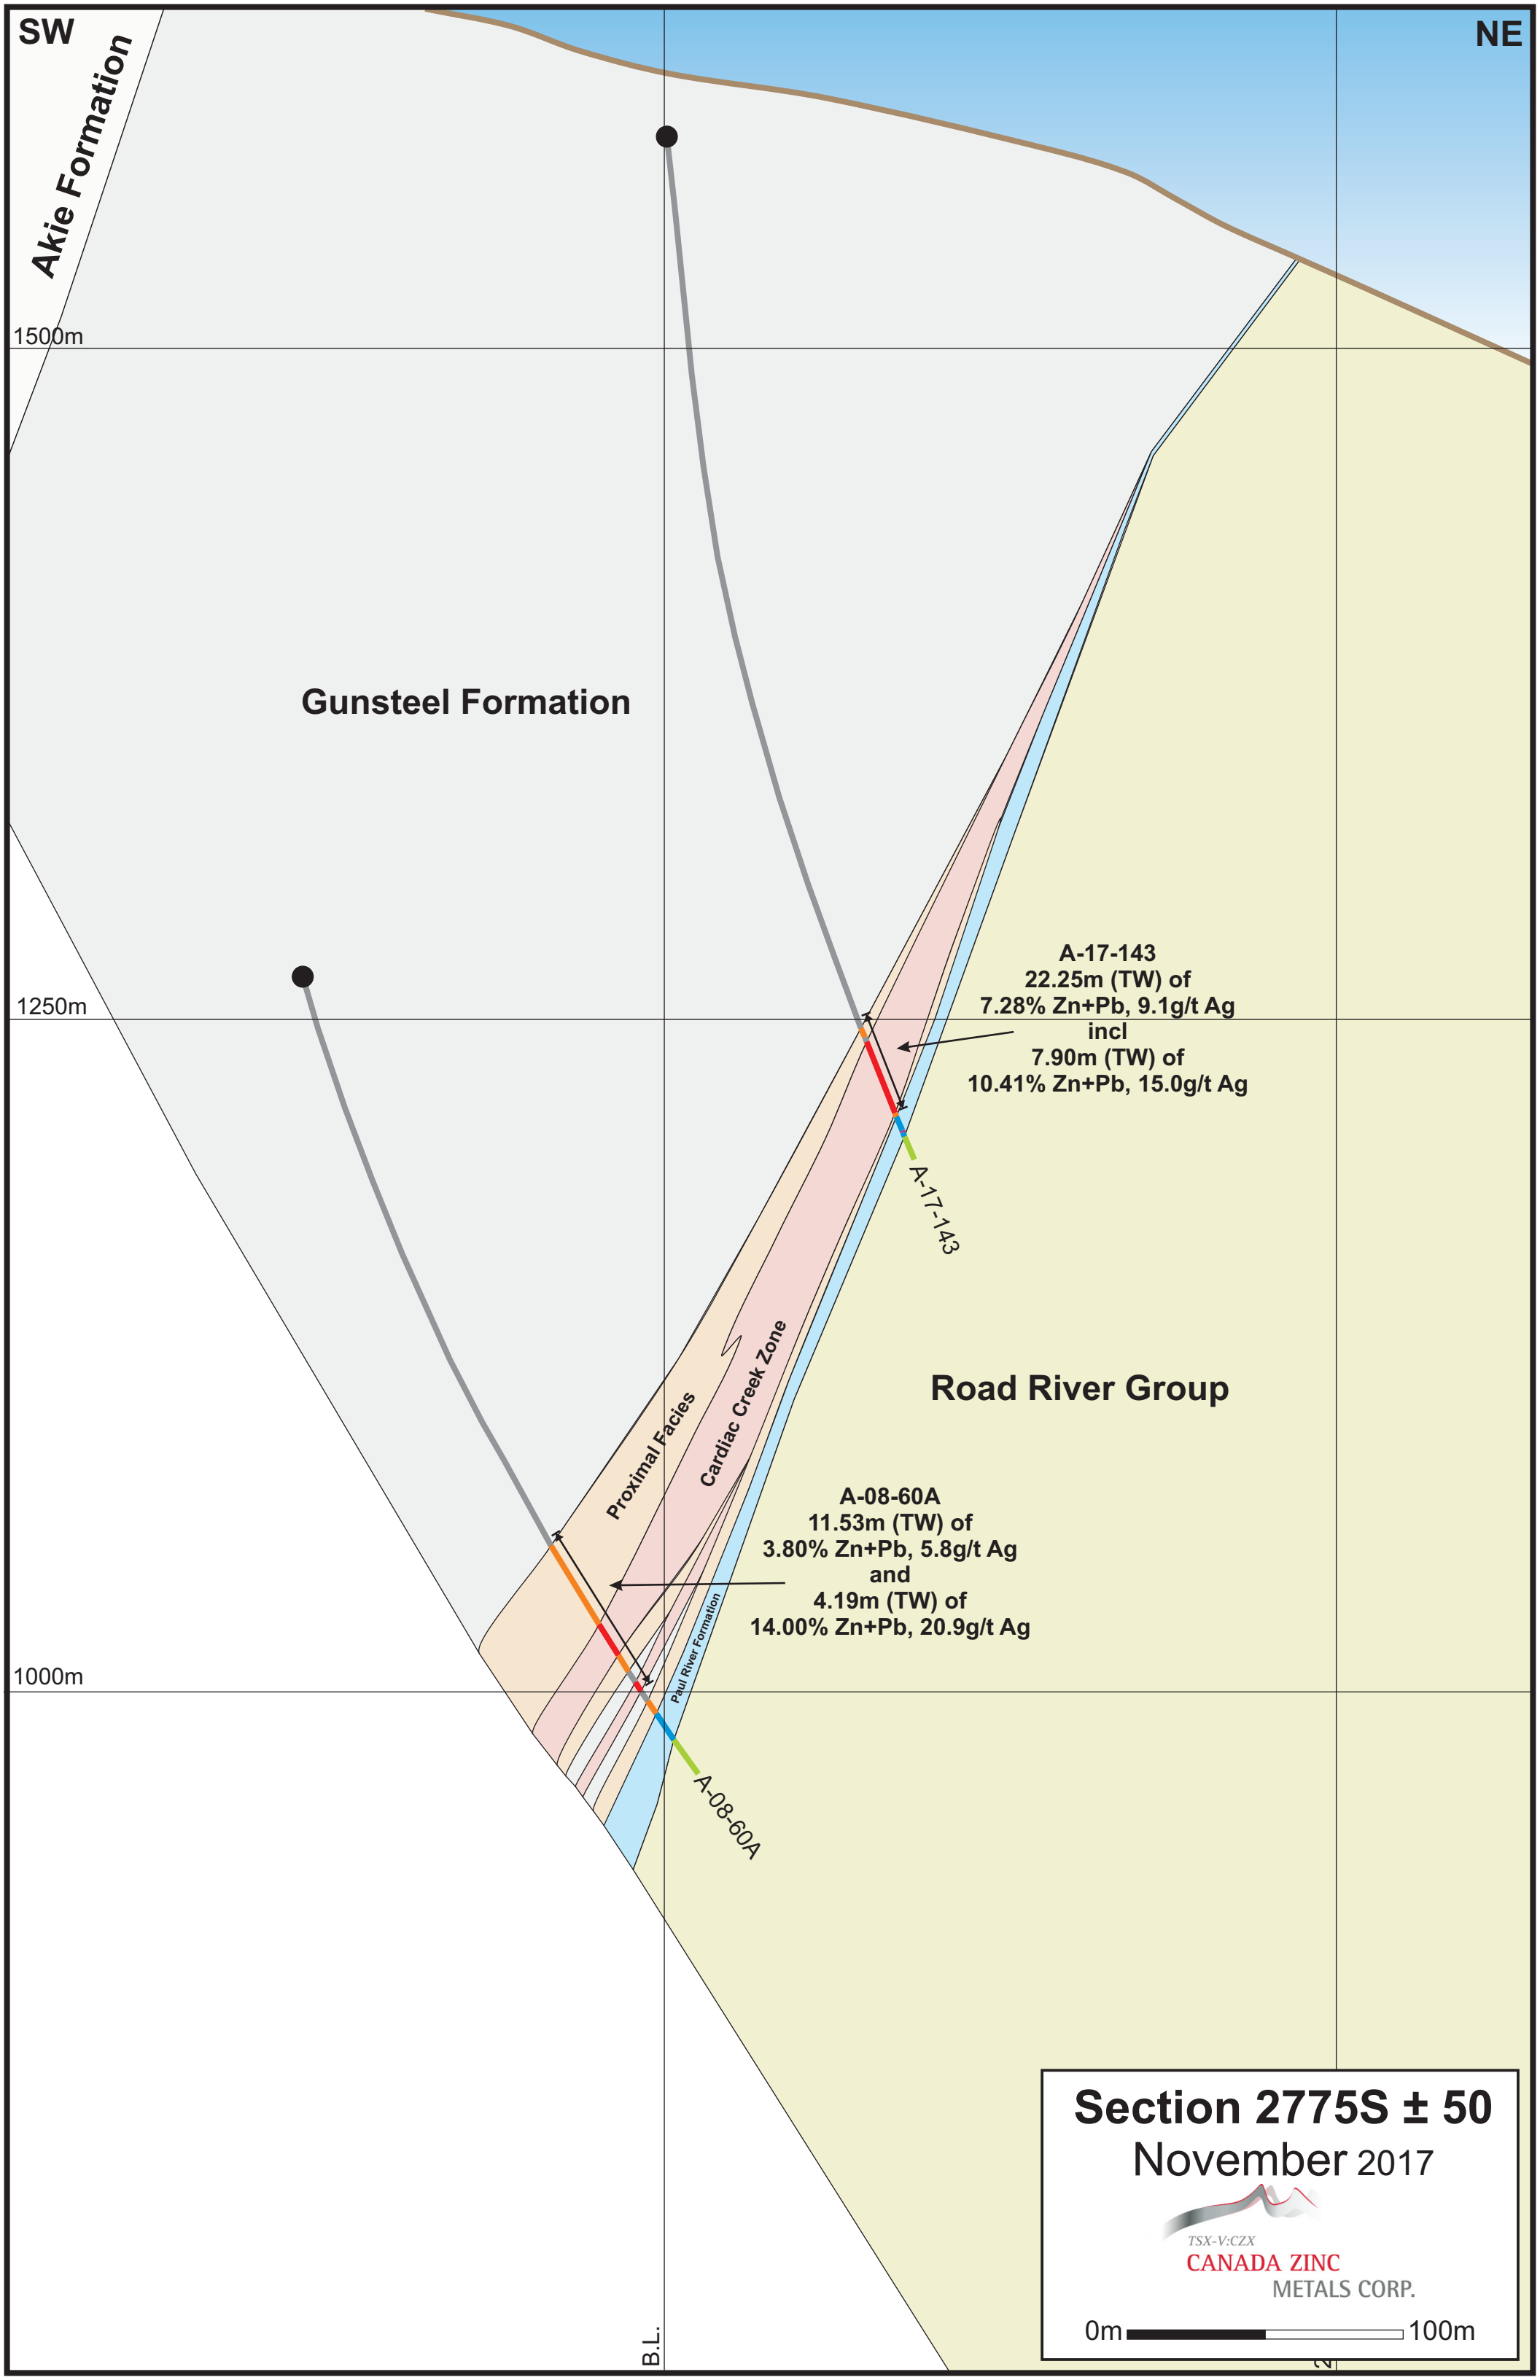 SW
NE
Akie Formation
1500m
Gunsteel Formation
A-17-143
22.25m (TW) of
7.28% Zn+Pb, 9.1g/t Ag
incl
7.90m (TW) of
10.41% Zn+Pb, 15.0g/t Ag
1250m
A-17-143
Cardiac Creek Zone
Proximal Facies
Road River Group
A-08-60A
11.53m (TW) of
3.80% Zn+Pb, 5.8g/t Ag
and
4.19m (TW) of
14.00% Zn+Pb, 20.9g/t Ag
Paul River Formation
1000m
A-08-60A
Section 2775S ± 50
November 2017
TSX-V:CZX
CANADA ZINC
METALS CORP.
0m 100m
B.L.